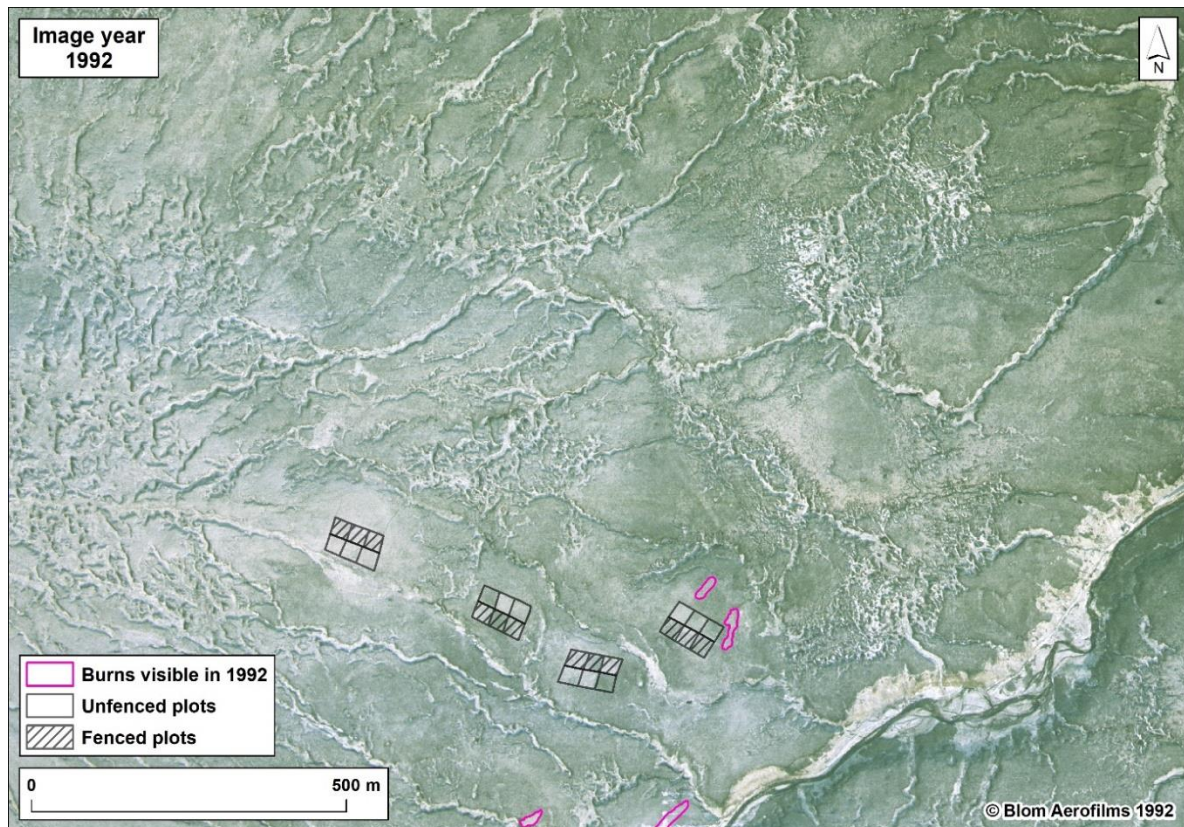 Image year
1992
N
Burns visible in 1992
Unfenced plots
Fenced plots
0
500 m
© Blom Aerofilms 1992